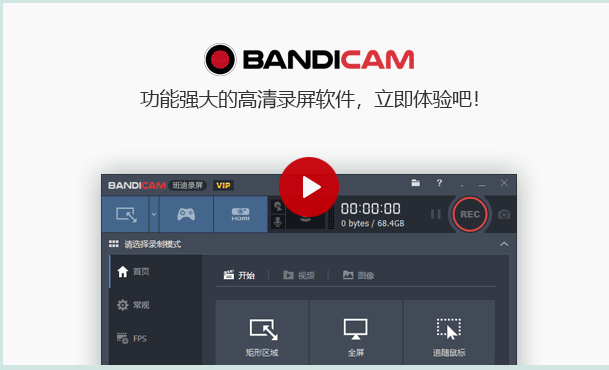 BANDICAM
功能强大的高清录屏软件，立即体验吧！
BANDICAM 班迪录屏 VIP
?
HDMI
00:00:00
0 bytes / 68.4GB
REC
请选择录制模式
首页
开始 | 视频 | 图像
常规
FPS
矩形区域
全屏
追随鼠标